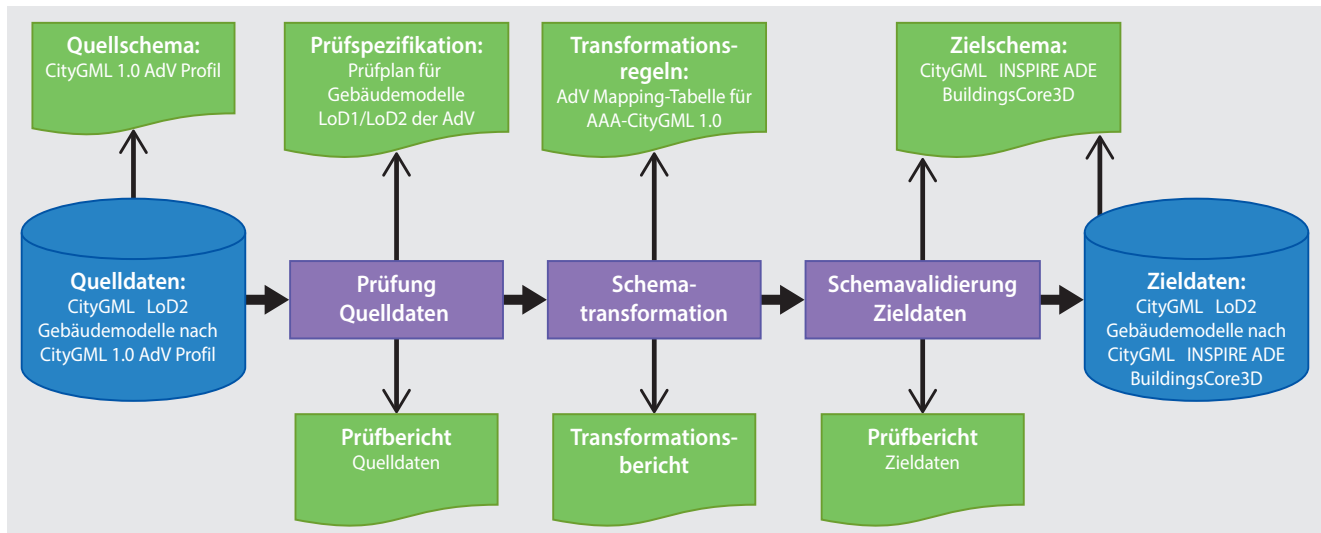 Quellschema:
CityGML 1.0 AdV Profil
Prüfspezifikation:
Prüfplan für
Gebäudemodelle
LoD1/LoD2 der AdV
Transformations-
regeln:
AdV Mapping-Tabelle für
AAA-CityGML 1.0
Zielschema:
CityGML INSPIRE ADE
BuildingsCore3D
Quelldaten:
CityGML LoD2
Gebäudemodelle nach
CityGML 1.0 AdV Profil
Prüfung
Quelldaten
Schema-
transformation
Schemavalidierung
Zieldaten
Zieldaten:
CityGML LoD2
Gebäudemodelle nach
CityGML INSPIRE ADE
BuildingsCore3D
Prüfbericht
Quelldaten
Transformations-
bericht
Prüfbericht
Zieldaten